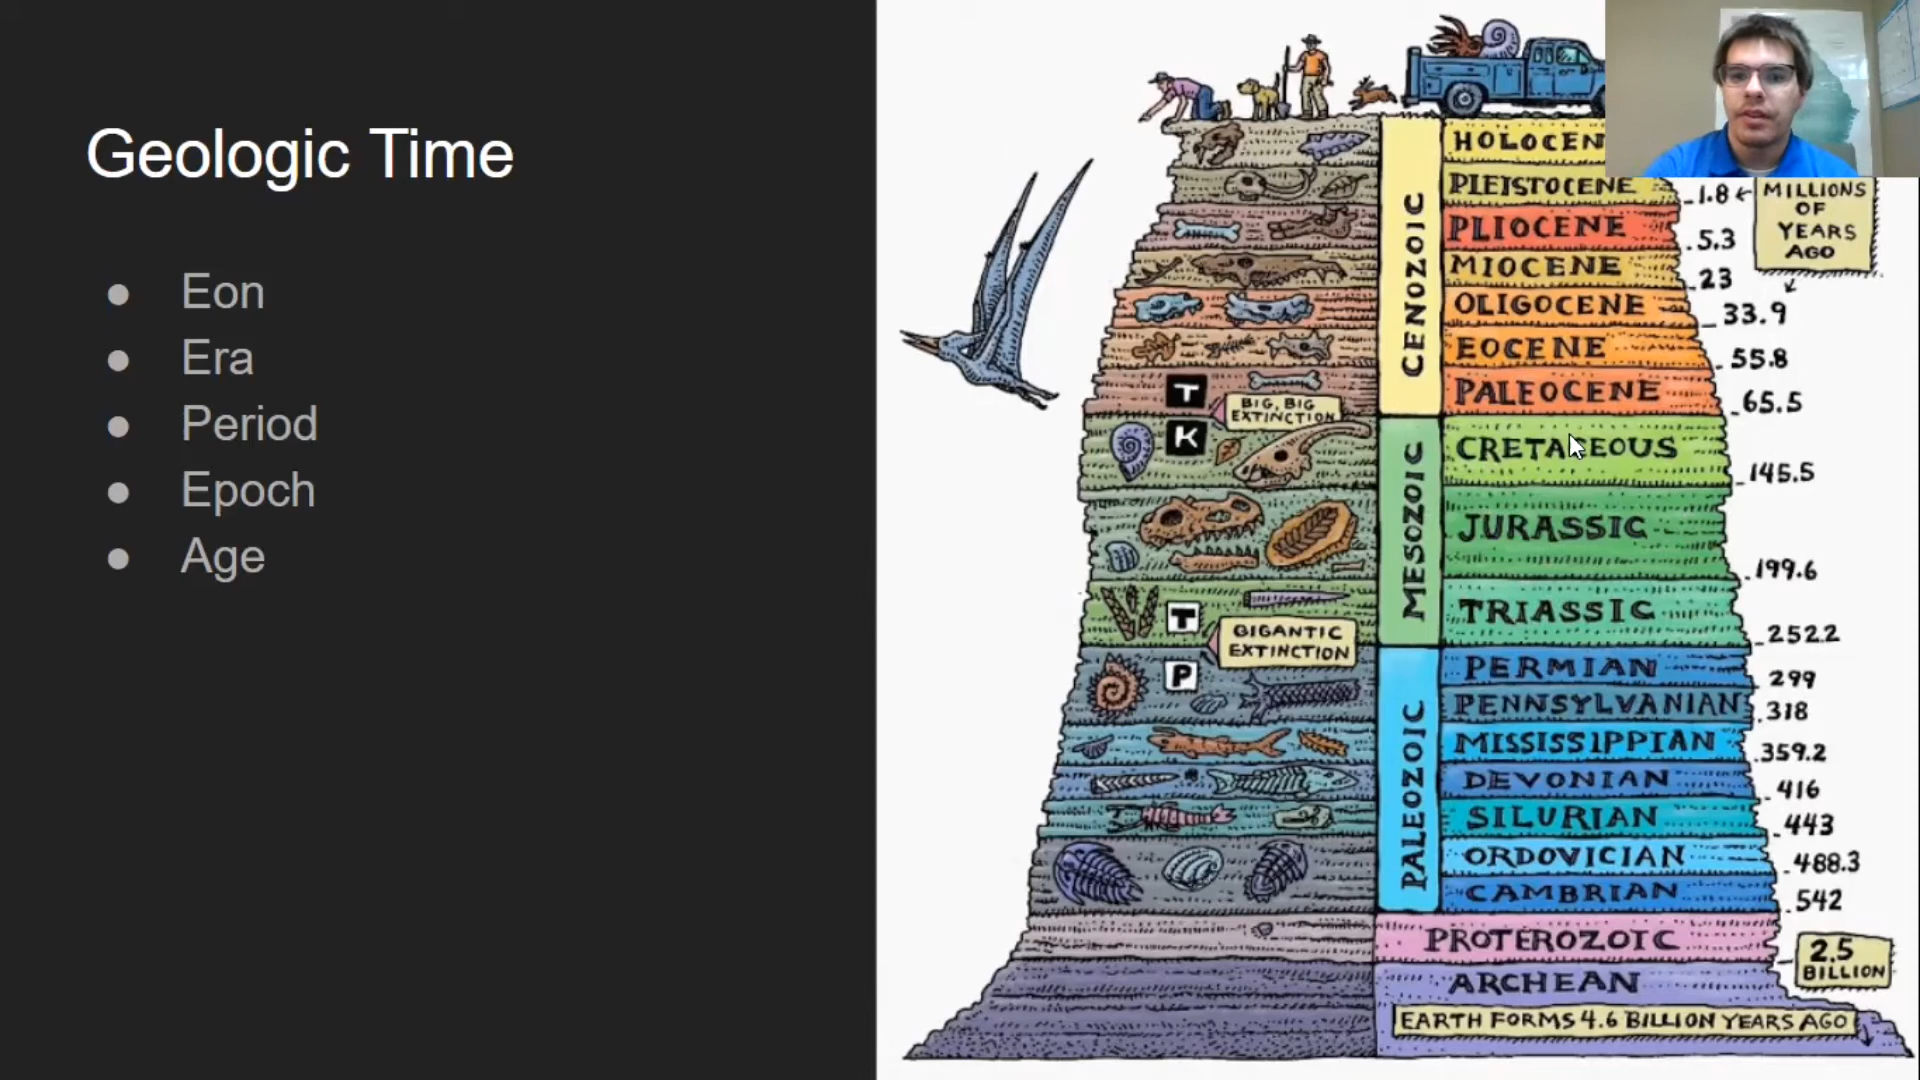 Geologic Time
Eon
Era
Period
Epoch
Age
T
BIG, BIG
EXTINCTION
K
T
GIGANTIC
EXTINCTION
P
CENOZOIC
MESOZOIC
PALEOZOIC
HOLOCEN
PLEISTOCENE
PLIOCENE
MIOCENE
OLIGOCENE
EOCENE
PALEOCENE
CRETACEOUS
JURASSIC
TRIASSIC
PERMIAN
PENNSYLVANIAN
MISSISSIPPIAN
DEVONIAN
SILURIAN
ORDOVICIAN
CAMBRIAN
PROTEROZOIC
ARCHEAN
EARTH FORMS 4.6 BILLION YEARS AGO
1.8
MILLIONS
OF
YEARS
AGO
5.3
23
33.9
55.8
65.5
145.5
199.6
252.2
299
318
359.2
416
443
488.3
542
2.5
BILLION